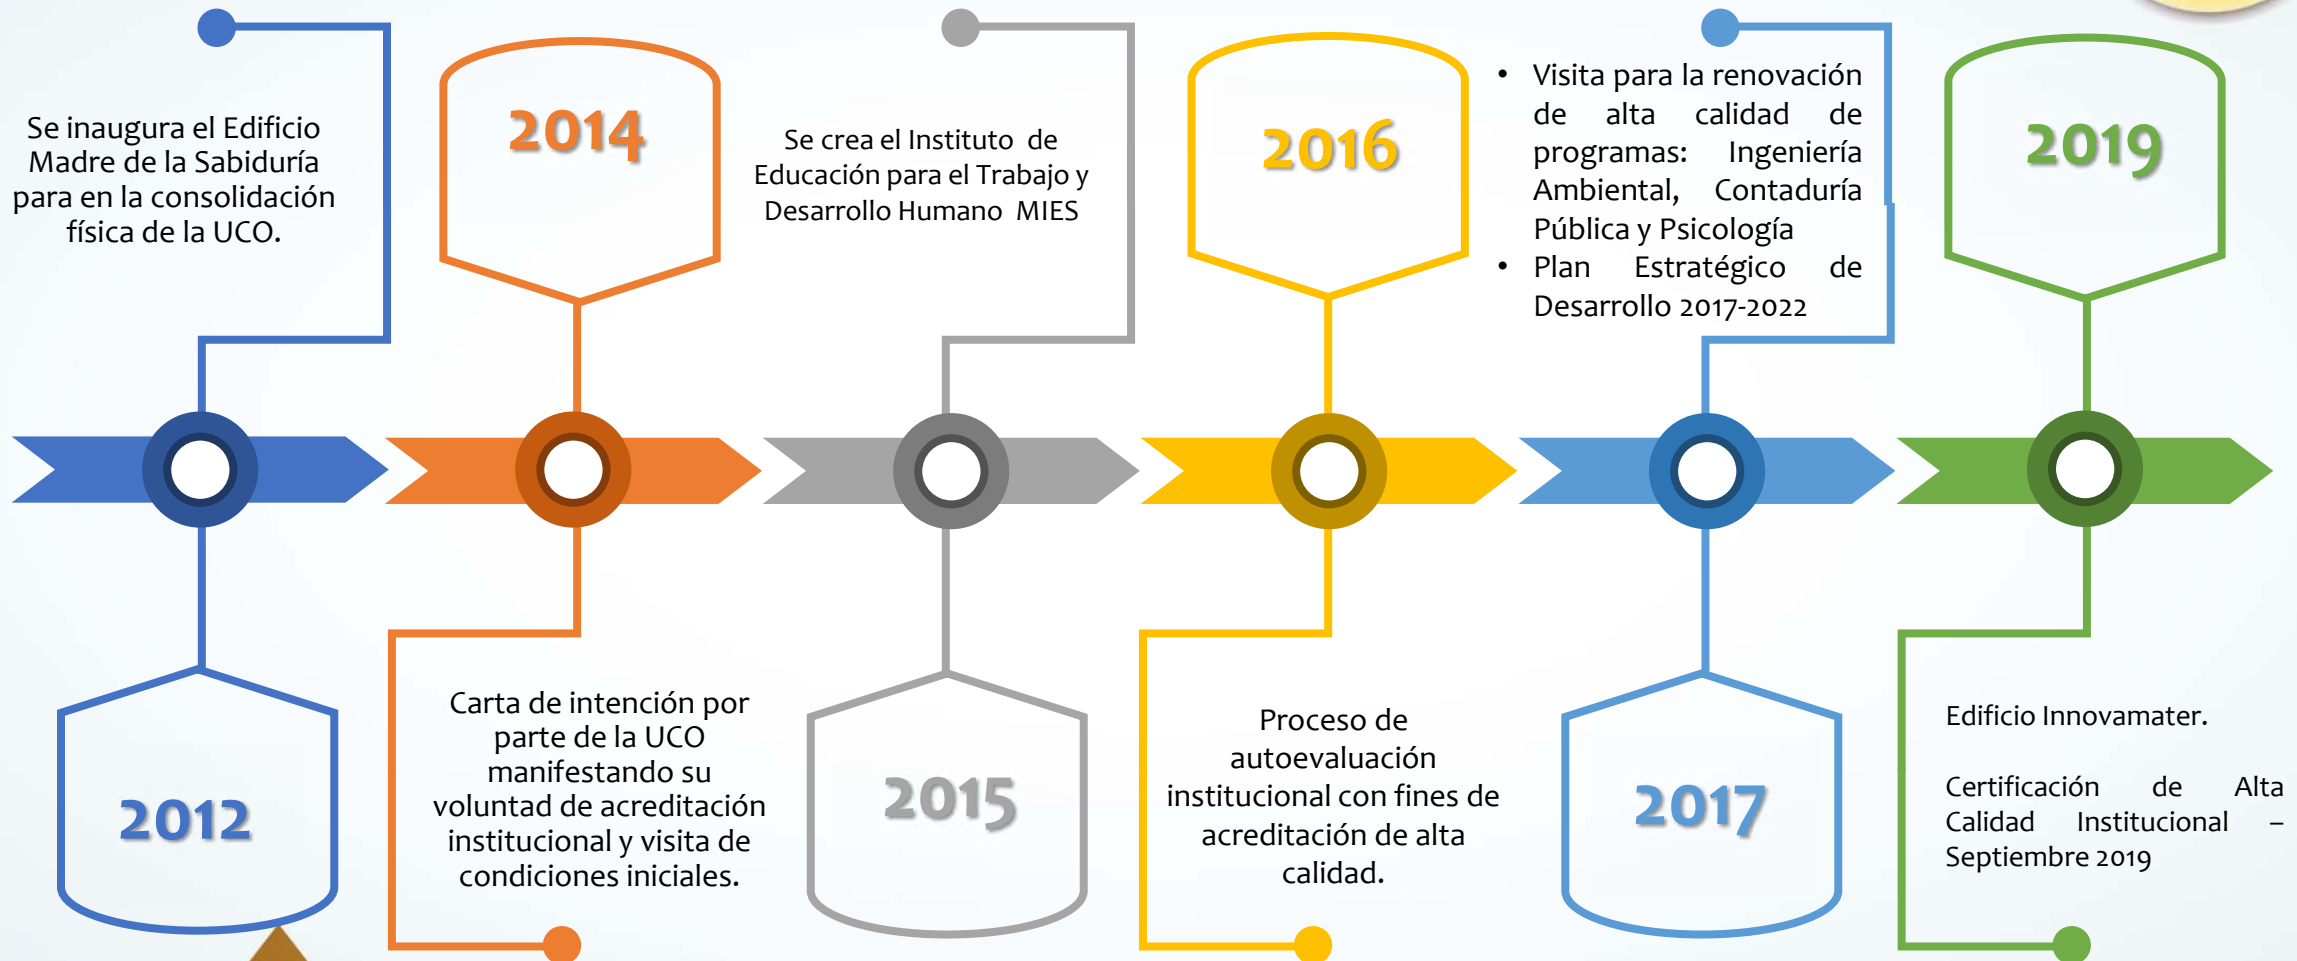 Se inaugura el Edificio
Madre de la Sabiduría
para en la consolidación
física de la UCO.
2012
2014
Carta de intención por
parte de la UCO
manifestando su
voluntad de acreditación
institucional y visita de
condiciones iniciales.
Se crea el Instituto de
Educación para el Trabajo y
Desarrollo Humano MIES
2015
2016
Proceso de
autoevaluación
institucional con fines de
acreditación de alta
calidad.
• Visita para la renovación
de alta calidad de
programas: Ingeniería
Ambiental, Contaduría
Pública y Psicología
• Plan Estratégico de
Desarrollo 2017-2022
2017
2019
Edificio Innovamater.
Certificación de Alta
Calidad Institucional –
Septiembre 2019